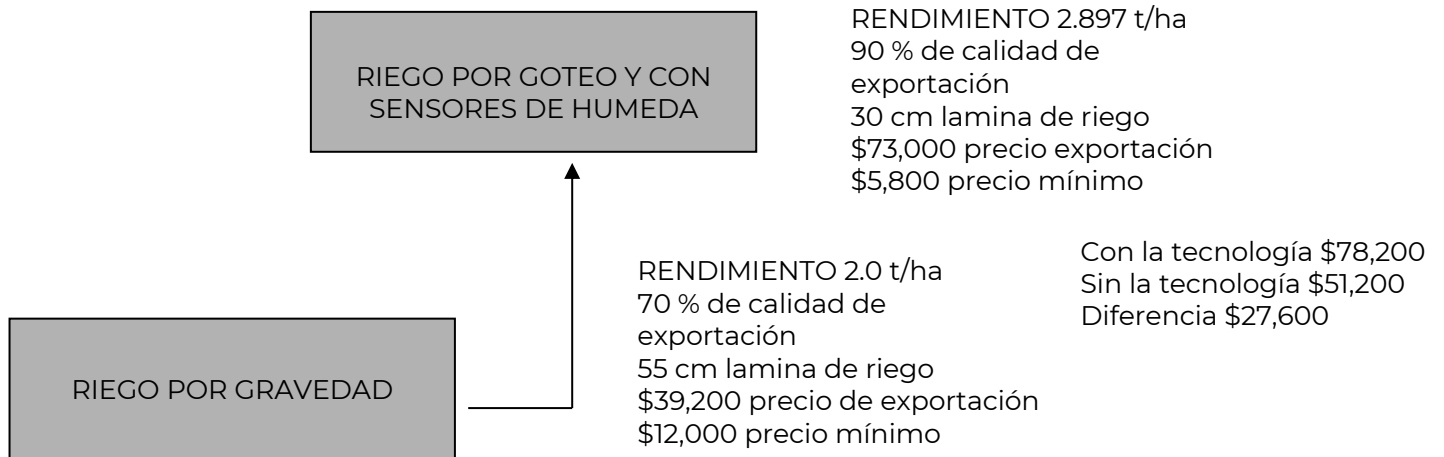 RIEGO POR GOTEO Y CON
SENSORES DE HUMEDA
RENDIMIENTO 2.897 t/ha
90 % de calidad de
exportación
30 cm lamina de riego
$73,000 precio exportación
$5,800 precio mínimo
Con la tecnología $78,200
Sin la tecnología $51,200
Diferencia $27,600
RENDIMIENTO 2.0 t/ha
70 % de calidad de
exportación
55 cm lamina de riego
$39,200 precio de exportación
$12,000 precio mínimo
RIEGO POR GRAVEDAD